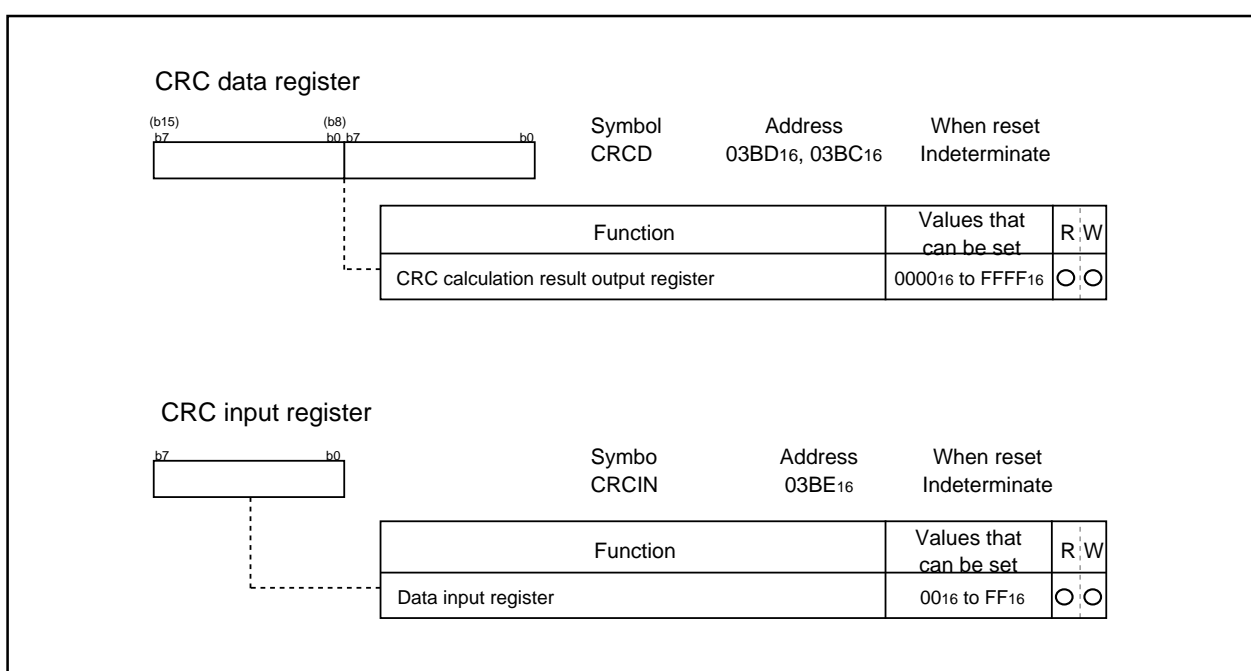 CRC data register
(b15) (b8)
b7 b0 b7 b0
Symbol Address When reset
CRCD 03BD16, 03BC16 Indeterminate
Function Values that can be set R W
CRC calculation result output register 000016 to FFFF16 O O
CRC input register
b7 b0
Symbo Address When reset
CRCIN 03BE16 Indeterminate
Function Values that can be set R W
Data input register 0016 to FF16 O O